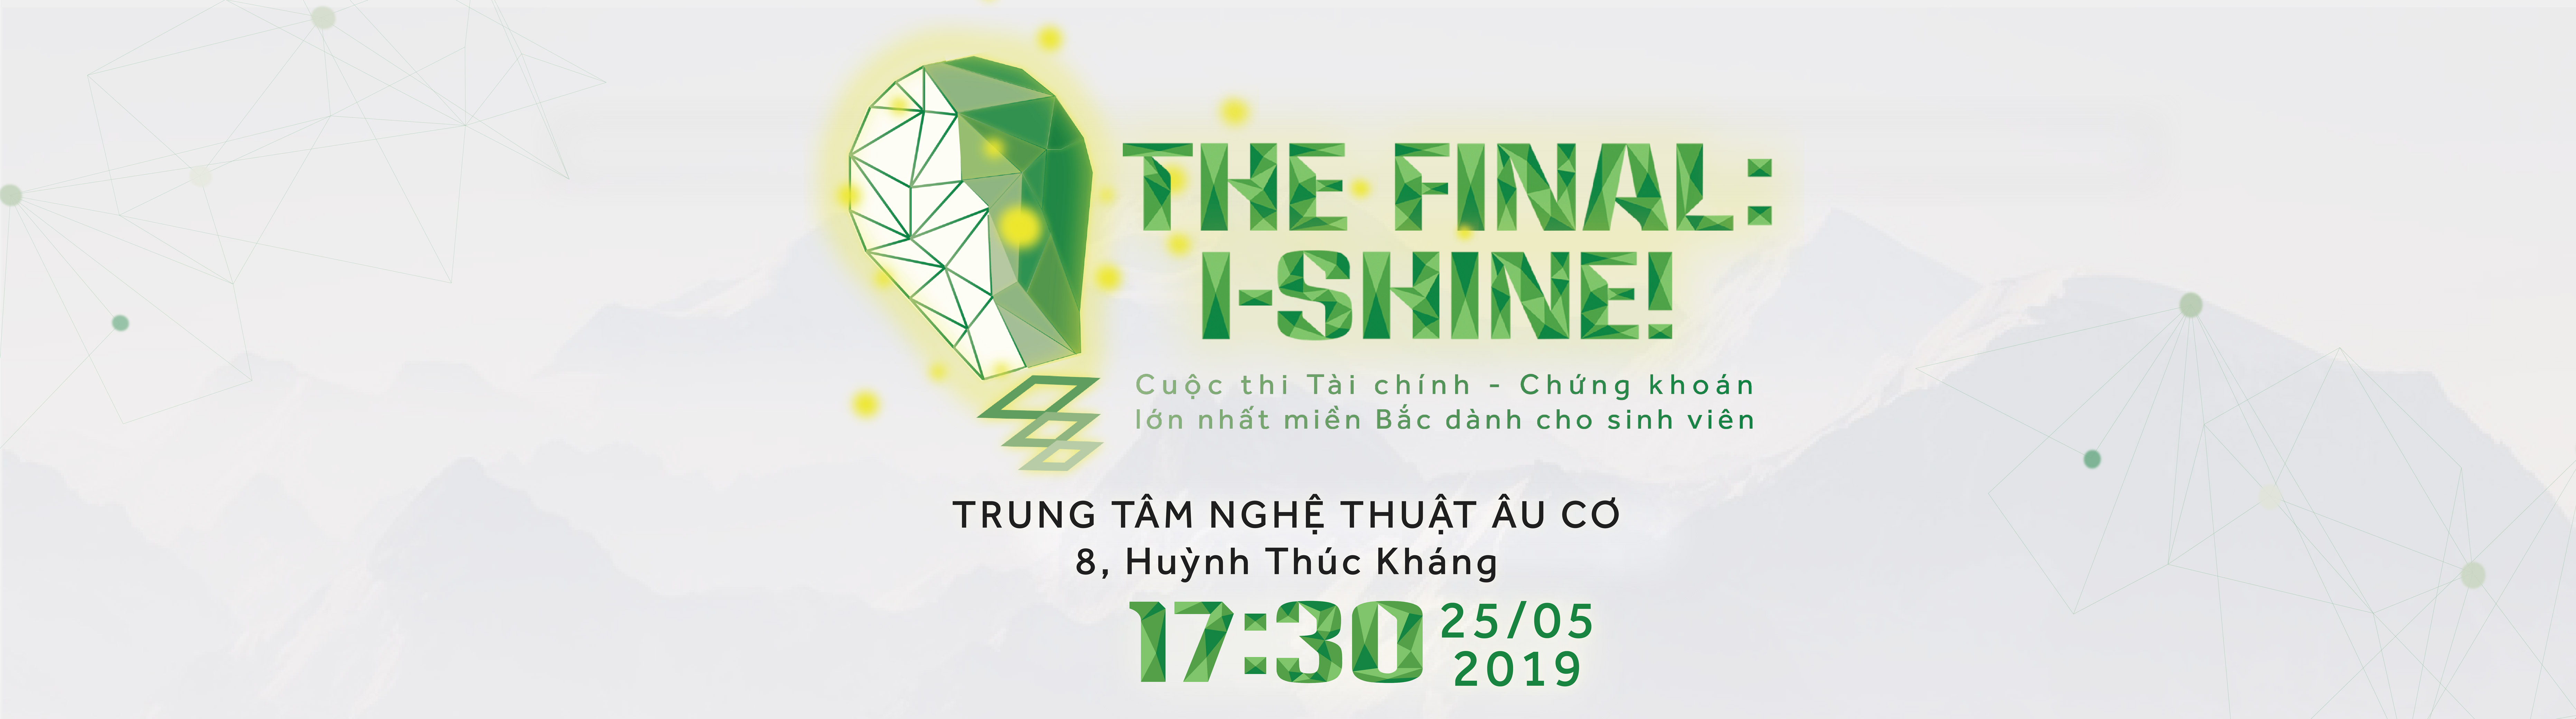 THE FINAL:
I-SHINE!
Cuộc thi Tài chính - Chứng khoán
lớn nhất miền Bắc dành cho sinh viên
TRUNG TÂM NGHỆ THUẬT ÂU CƠ
8, Huỳnh Thúc Kháng
17:30 25/05
2019